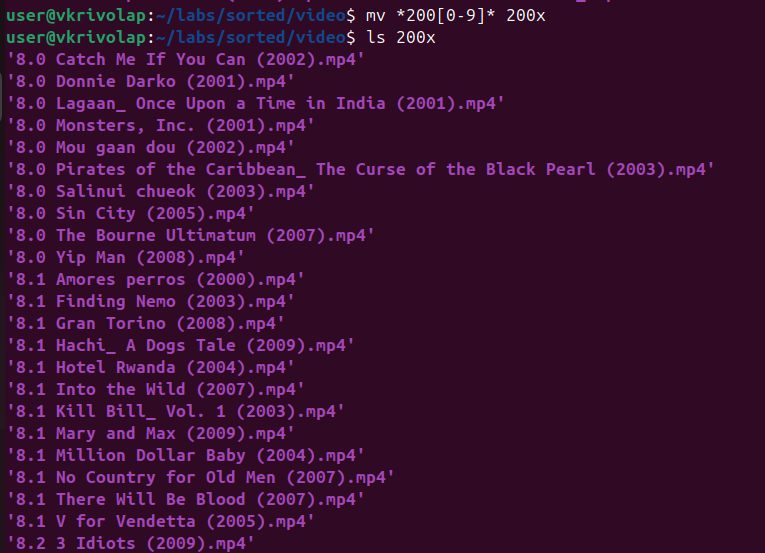 user@vkrivolap:~/labs/sorted/video$ mv *200[0-9]* 200x
user@vkrivolap:~/labs/sorted/video$ ls 200x
'8.0 Catch Me If You Can (2002).mp4'
'8.0 Donnie Darko (2001).mp4'
'8.0 Lagaan_ Once Upon a Time in India (2001).mp4'
'8.0 Monsters, Inc. (2001).mp4'
'8.0 Mou gaan dou (2002).mp4'
'8.0 Pirates of the Caribbean_ The Curse of the Black Pearl (2003).mp4'
'8.0 Salinui chueok (2003).mp4'
'8.0 Sin City (2005).mp4'
'8.0 The Bourne Ultimatum (2007).mp4'
'8.0 Yip Man (2008).mp4'
'8.1 Amores perros (2000).mp4'
'8.1 Finding Nemo (2003).mp4'
'8.1 Gran Torino (2008).mp4'
'8.1 Hachi_ A Dogs Tale (2009).mp4'
'8.1 Hotel Rwanda (2004).mp4'
'8.1 Into the Wild (2007).mp4'
'8.1 Kill Bill_ Vol. 1 (2003).mp4'
'8.1 Mary and Max (2009).mp4'
'8.1 Million Dollar Baby (2004).mp4'
'8.1 No Country for Old Men (2007).mp4'
'8.1 There Will Be Blood (2007).mp4'
'8.1 V for Vendetta (2005).mp4'
'8.2 3 Idiots (2009).mp4'